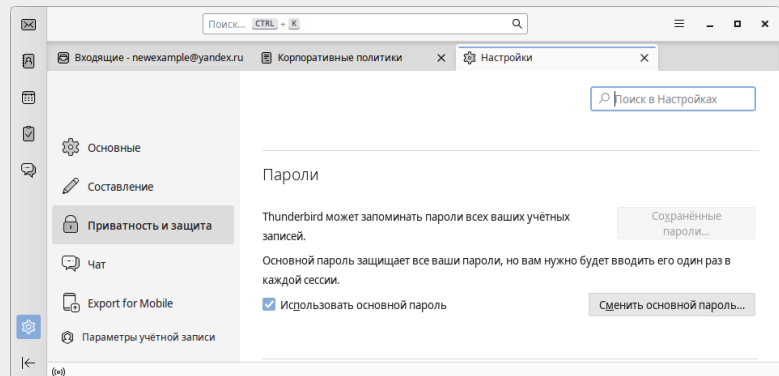 Поиск... CTRL + K
Входящие - newexample@yandex.ru
Корпоративные политики
Настройки
Поиск в Настройках
Основные
Составление
Приватность и защита
Чат
Export for Mobile
Параметры учётной записи
Пароли
Thunderbird может запоминать пароли всех ваших учётных
записей.
Сохранённые
пароли...
Основной пароль защищает все ваши пароли, но вам нужно будет вводить его один раз в
каждой сессии.
Использовать основной пароль
Сменить основной пароль...